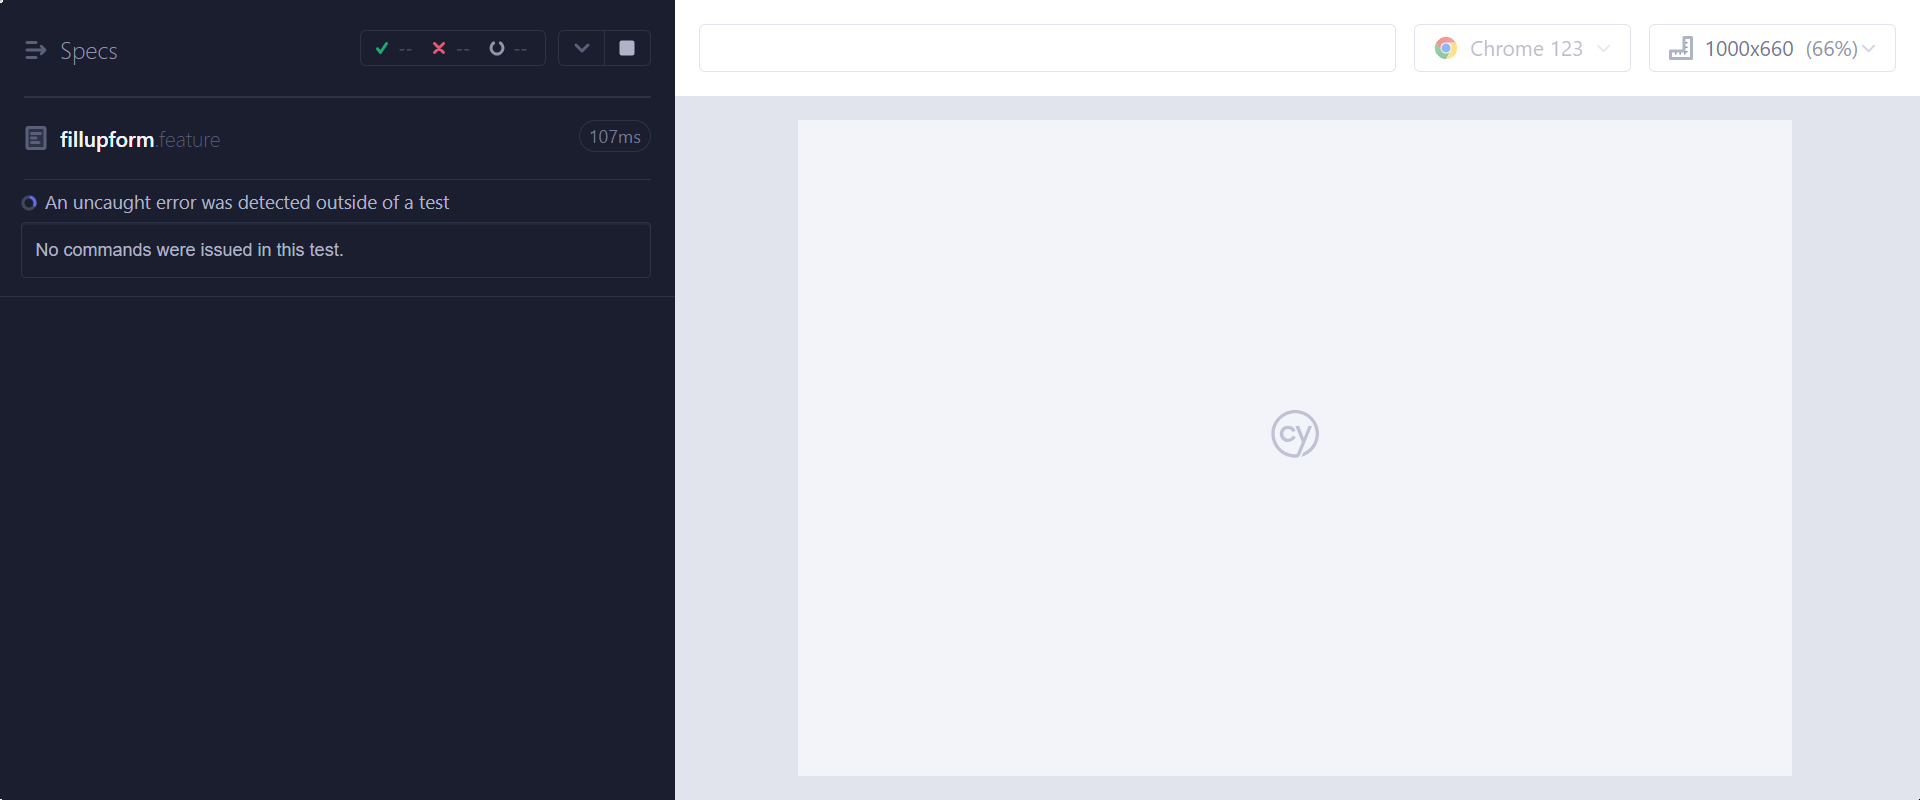 Specs
--
--
--
Chrome 123
1000x660 (66%)
fillupform.feature
107ms
An uncaught error was detected outside of a test
No commands were issued in this test.
cy